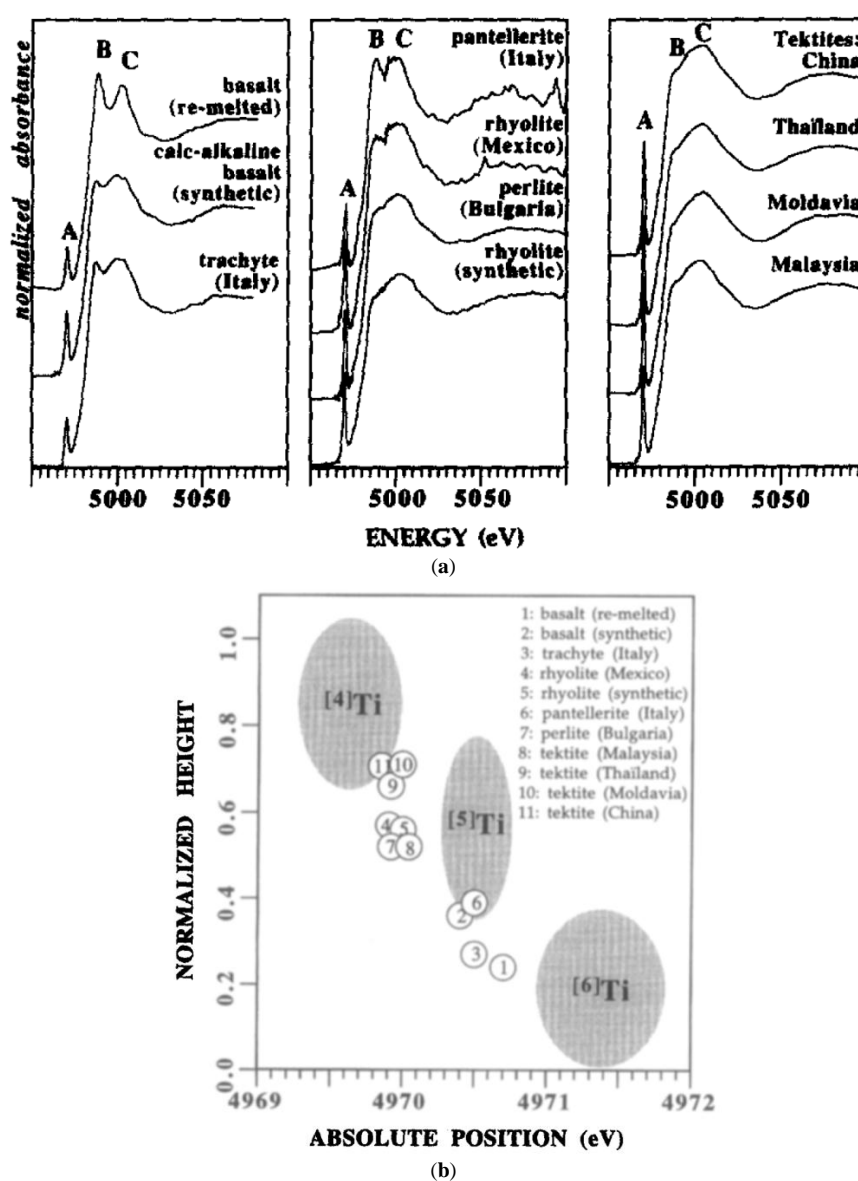 normalized absorbance
B
C
A
basalt
(re-melted)
calc-alkaline
basalt
(synthetic)
trachyte
(Italy)
5000 5050
B C
A
pantellerite
(Italy)
rhyolite
(Mexico)
perlite
(Bulgaria)
rhyolite
(synthetic)
5000 5050
B C
A
Tektites:
China
Thaïland
Moldavia
Malaysia
5000 5050
ENERGY (eV)
(a)
NORMALIZED HEIGHT
1.0
0.8
0.6
0.4
0.2
0.0
[4]Ti
[5]Ti
[6]Ti
11 10
9
4 5
7 8
6
2
3 1
1: basalt (re-melted)
2: basalt (synthetic)
3: trachyte (Italy)
4: rhyolite (Mexico)
5: rhyolite (synthetic)
6: pantellerite (Italy)
7: perlite (Bulgaria)
8: tektite (Malaysia)
9: tektite (Thaïland)
10: tektite (Moldavia)
11: tektite (China)
4969 4970 4971 4972
ABSOLUTE POSITION (eV)
(b)